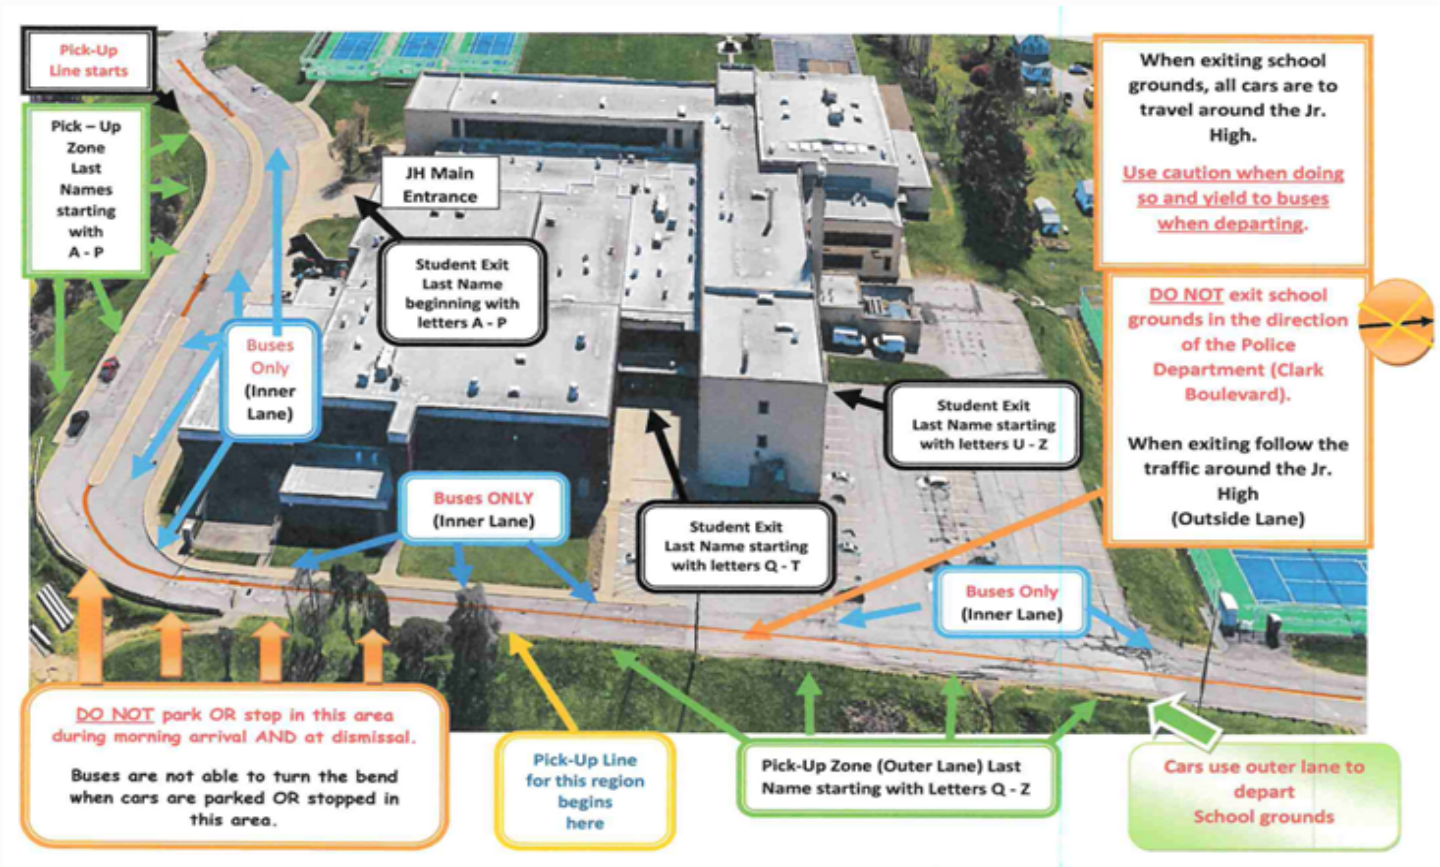 Pick-Up
Line starts
Pick – Up
Zone
Last
Names
starting
with
A - P
JH Main
Entrance
Student Exit
Last Name
beginning with
letters A - P
Buses
Only
(Inner
Lane)
Buses ONLY
(Inner Lane)
Student Exit
Last Name starting
with letters Q - T
Student Exit
Last Name starting
with letters U - Z
When exiting school
grounds, all cars are to
travel around the Jr.
High.
Use caution when doing
so and yield to buses
when departing.
DO NOT exit school
grounds in the direction
of the Police
Department (Clark
Boulevard).
When exiting follow the
traffic around the Jr.
High
(Outside Lane)
Buses Only
(Inner Lane)
DO NOT park OR stop in this area
during morning arrival AND at dismissal.
Buses are not able to turn the bend
when cars are parked OR stopped in
this area.
Pick-Up Line
for this region
begins
here
Pick-Up Zone (Outer Lane) Last
Name starting with Letters Q - Z
Cars use outer lane to
depart
School grounds